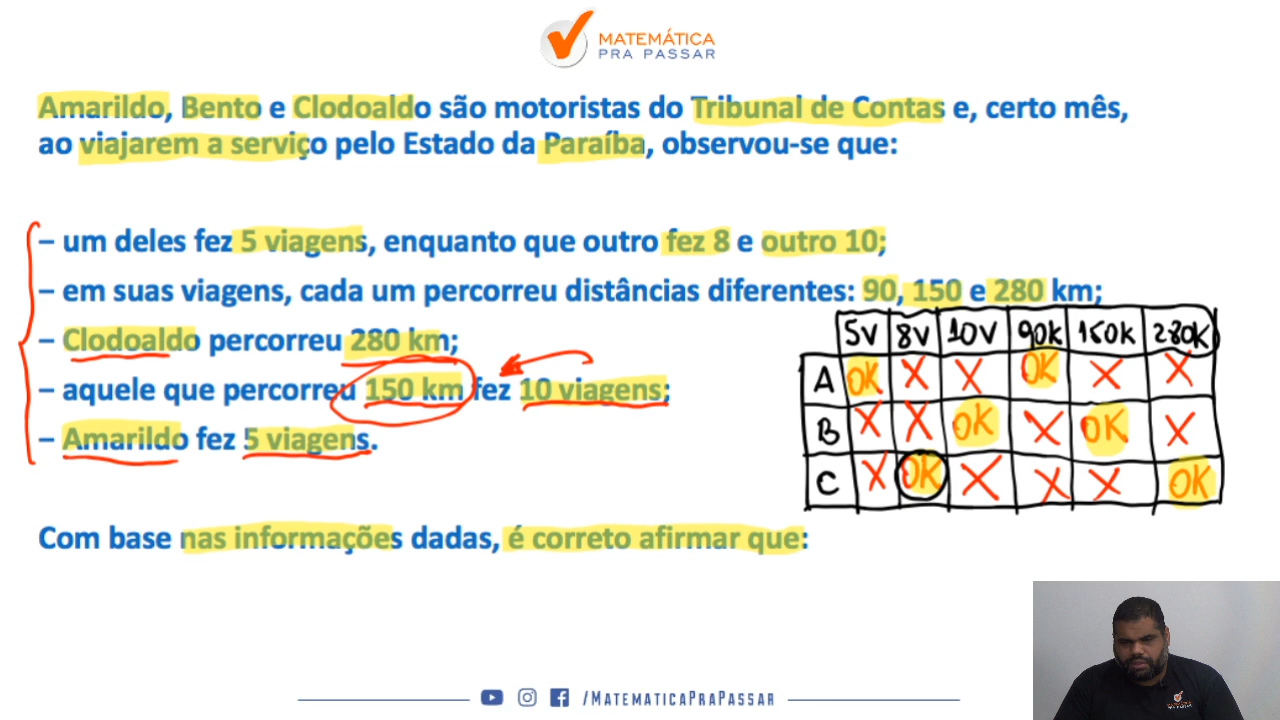 MATEMÁTICA
PRA PASSAR
Amarildo, Bento e Clodoaldo são motoristas do Tribunal de Contas e, certo mês,
ao viajarem a serviço pelo Estado da Paraíba, observou-se que:
– um deles fez 5 viagens, enquanto que outro fez 8 e outro 10;
– em suas viagens, cada um percorreu distâncias diferentes: 90, 150 e 280 km;
– Clodoaldo percorreu 280 km;
– aquele que percorreu 150 km fez 10 viagens;
– Amarildo fez 5 viagens.
5V 8V 10V 90K 150K 280K
A OK X X OK X X
B X X OK X OK X
C X OK X X X OK
Com base nas informações dadas, é correto afirmar que:
/MATEMATICAPRAPASSAR